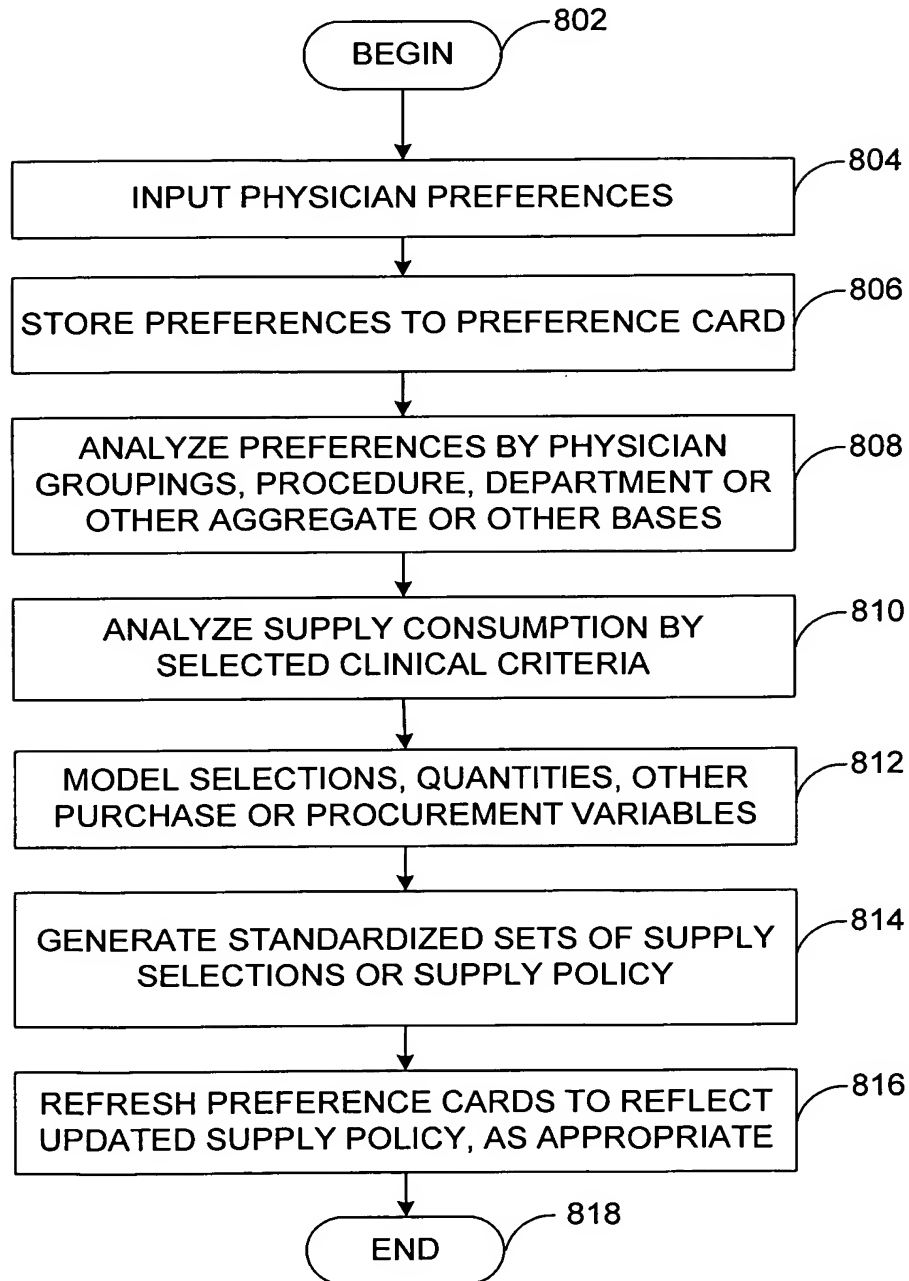 BEGIN
802
INPUT PHYSICIAN PREFERENCES
804
STORE PREFERENCES TO PREFERENCE CARD
806
ANALYZE PREFERENCES BY PHYSICIAN
GROUPINGS, PROCEDURE, DEPARTMENT OR
OTHER AGGREGATE OR OTHER BASES
808
ANALYZE SUPPLY CONSUMPTION BY
SELECTED CLINICAL CRITERIA
810
MODEL SELECTIONS, QUANTITIES, OTHER
PURCHASE OR PROCUREMENT VARIABLES
812
GENERATE STANDARDIZED SETS OF SUPPLY
SELECTIONS OR SUPPLY POLICY
814
REFRESH PREFERENCE CARDS TO REFLECT
UPDATED SUPPLY POLICY, AS APPROPRIATE
816
END
818